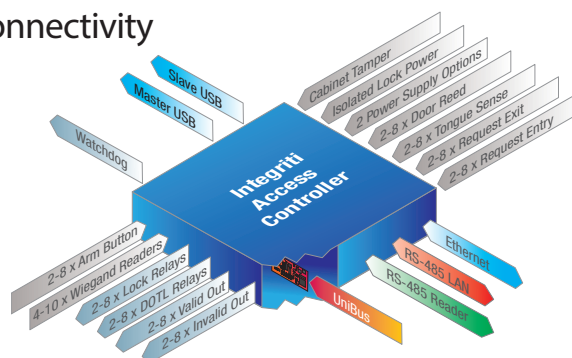 onnectivity
Slave USB
Master USB
Watchdog
Cabinet Tamper
Isolated Lock Power
2 Power Supply Options
2-8 x Door Reed
2-8 x Tongue Sense
2-8 x Request Exit
2-8 x Request Entry
Integriti
Access
Controller
2-8 x Arm Button
4-10 x Wiegand Readers
2-8 x Lock Relays
2-8 x DOTL Relays
2-8 x Valid Out
2-8 x Invalid Out
UniBus
Ethernet
RS-485 LAN
RS-485 Reader